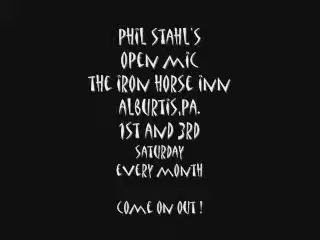 PHIL STAHL'S
OPEN MIC
THE IRON HORSE INN
ALBURTIS,PA.
1ST AND 3RD
SATURDAY
EVERY MONTH
COME ON OUT !